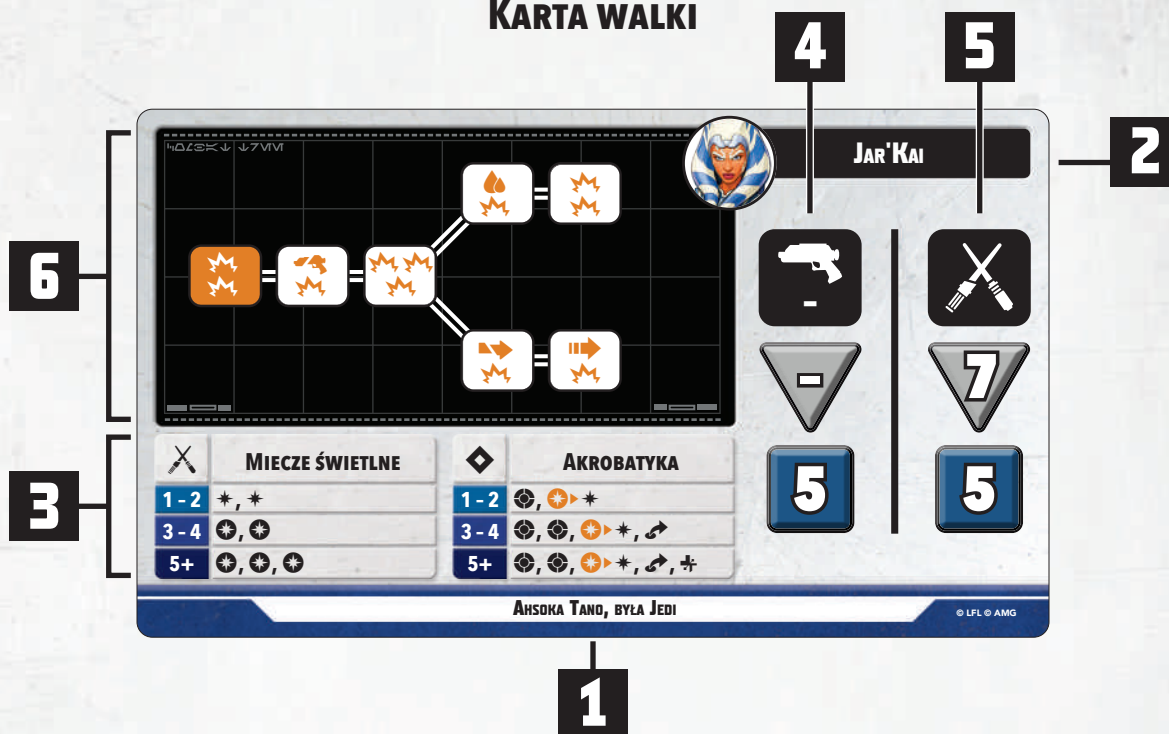 KARTA WALKI
4
5
JAR'KAI
2
6
-
-
7
3
MIECZE ŚWIETLNE
AKROBATYKA
5
5
1 - 2
1 - 2
3 - 4
3 - 4
5+
5+
AHSOKA TANO, BYŁA JEDI
© LFL © AMG
1